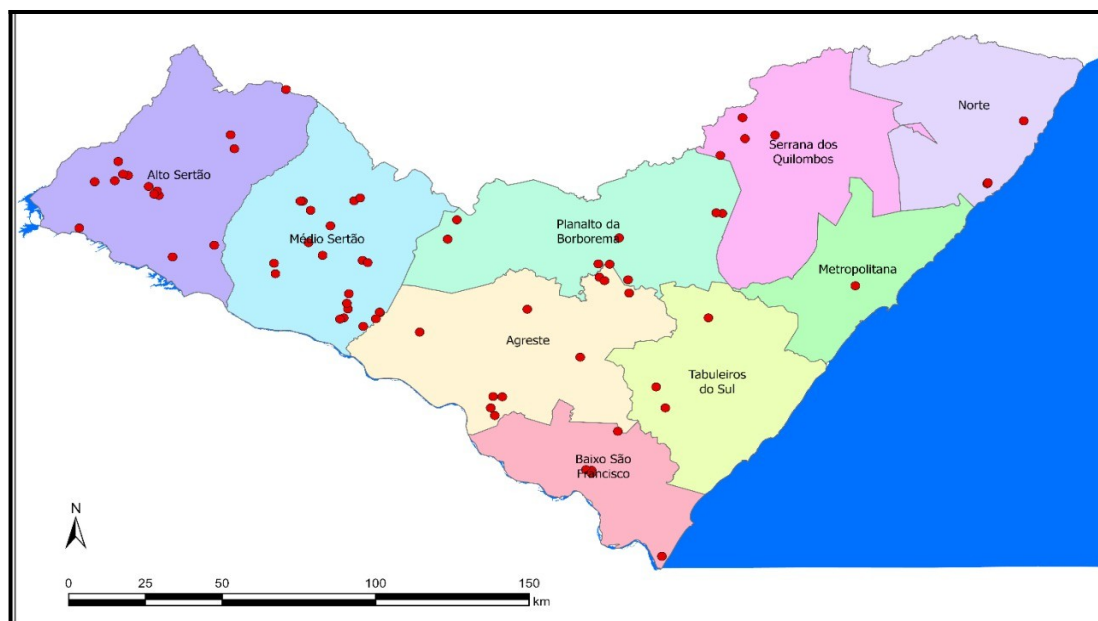 Norte
Serrana dos
Quilombos
Alto Sertão
Planalto da
Borborema
Médio Sertão
Metropolitana
Agreste
Tabuleiros
do Sul
Baixo São
Francisco
N
0 25 50 100 150
km